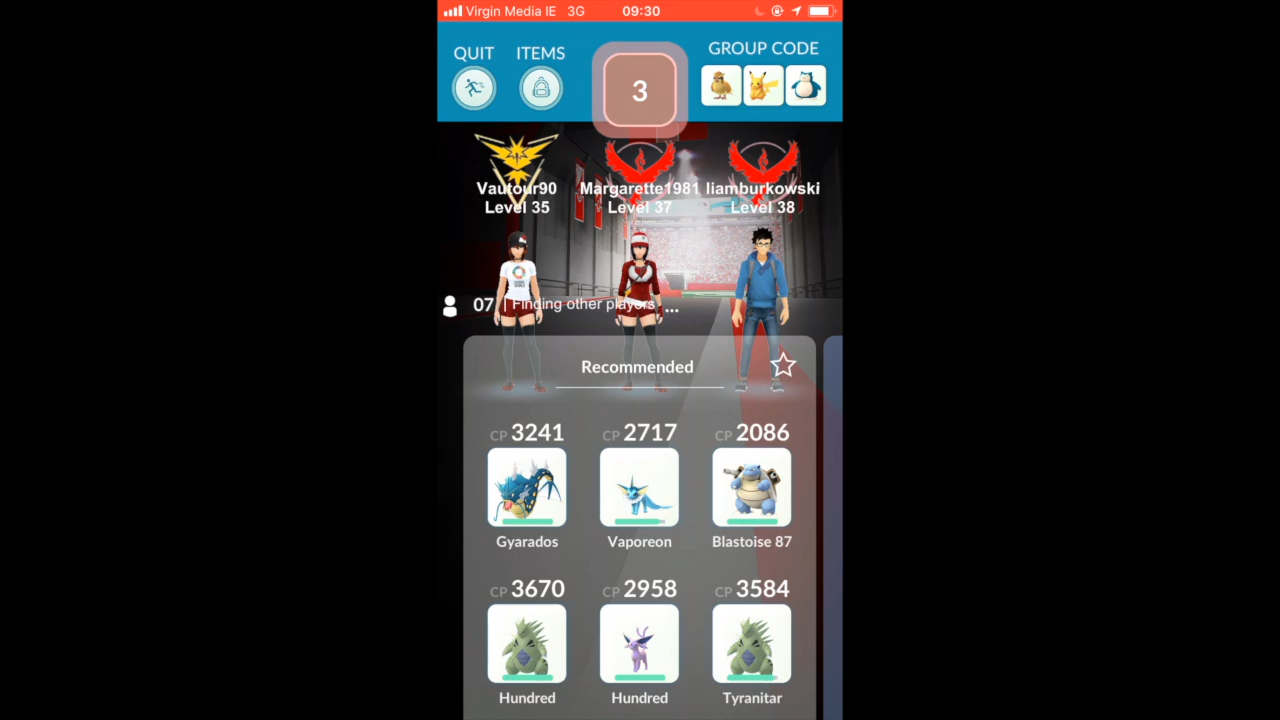 Virgin Media IE 3G 09:30
QUIT ITEMS 3 GROUP CODE
Vautour90 Margarette1981 liamburkowski
Level 35 Level 37 Level 38
07 | Finding other players ...
Recommended
CP 3241 CP 2717 CP 2086
Gyarados Vaporeon Blastoise 87
CP 3670 CP 2958 CP 3584
Hundred Hundred Tyranitar